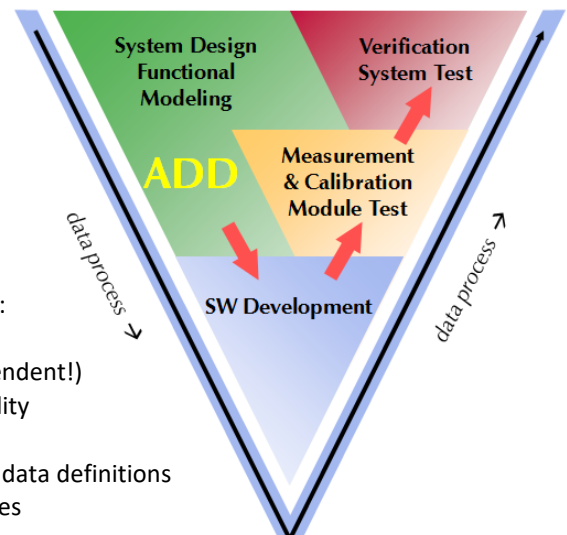 System Design
Functional
Modeling
Verification
System Test
ADD
Measurement
& Calibration
Module Test
SW Development
data process
data process
:
endent!)
lity
data definitions
es